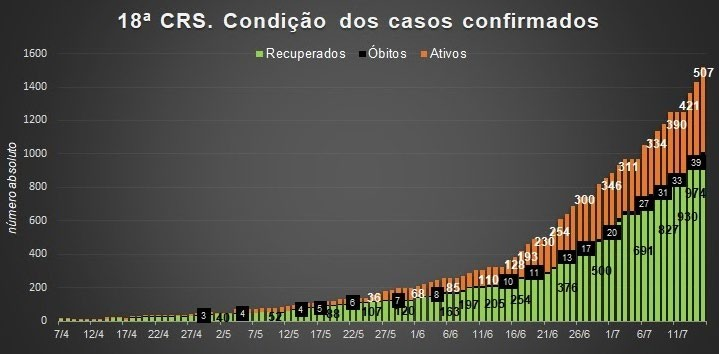 18ª CRS. Condição dos casos confirmados
Recuperados Óbitos Ativos
número absoluto
1600
1400
1200
1000
800
600
400
200
0
3 4 4 5 6 7 8 10 11 13 17 20 27 31 33 39
36 68 85 110 128 193 230 254 300 346 311 334 390 421 507
107 120 163 197 205 254 376 500 691 827 930 974
7/4 12/4 17/4 22/4 27/4 2/5 7/5 12/5 17/5 22/5 27/5 1/6 6/6 11/6 16/6 21/6 26/6 1/7 6/7 11/7